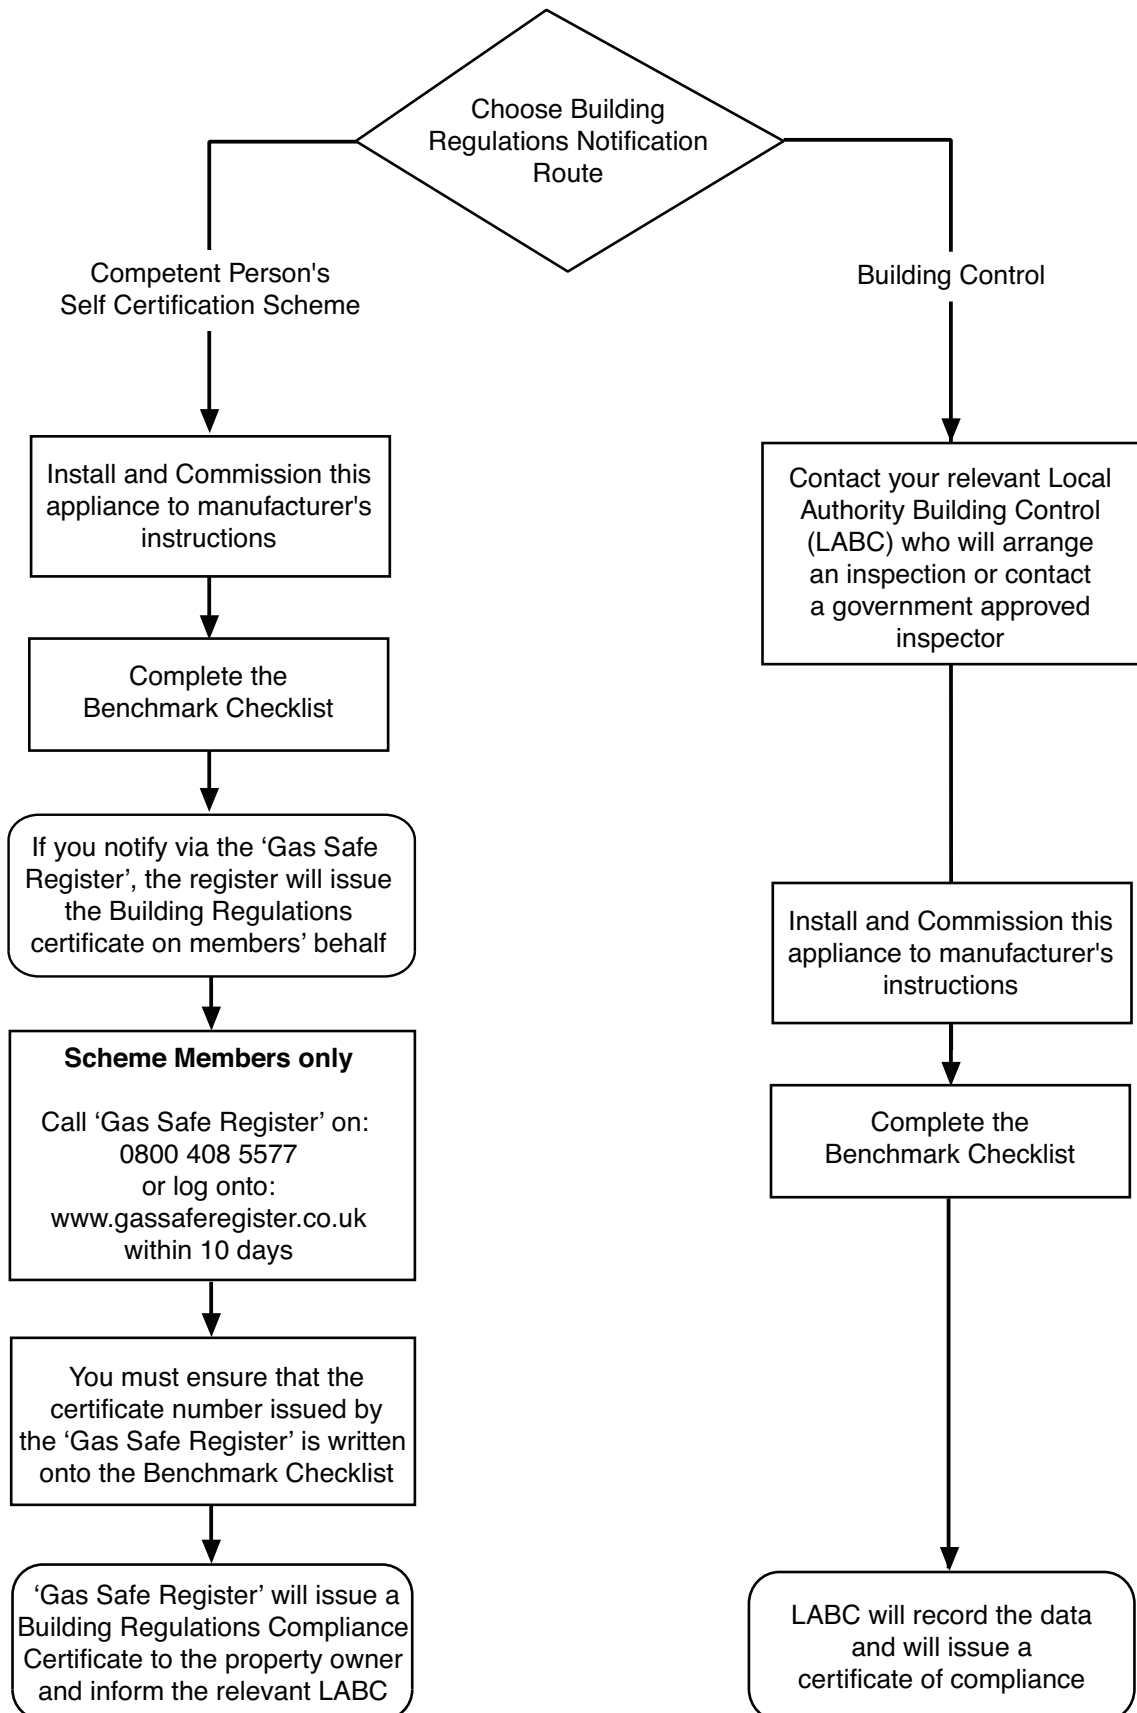 Choose Building
Regulations Notification
Route
Competent Person's
Self Certification Scheme
Building Control
Install and Commission this
appliance to manufacturer's
instructions
Complete the
Benchmark Checklist
If you notify via the ‘Gas Safe
Register’, the register will issue
the Building Regulations
certificate on members’ behalf
Scheme Members only
Call ‘Gas Safe Register’ on:
0800 408 5577
or log onto:
www.gassaferegister.co.uk
within 10 days
You must ensure that the
certificate number issued by
the ‘Gas Safe Register’ is written
onto the Benchmark Checklist
‘Gas Safe Register’ will issue a
Building Regulations Compliance
Certificate to the property owner
and inform the relevant LABC
Contact your relevant Local
Authority Building Control
(LABC) who will arrange
an inspection or contact
a government approved
inspector
Install and Commission this
appliance to manufacturer's
instructions
Complete the
Benchmark Checklist
LABC will record the data
and will issue a
certificate of compliance